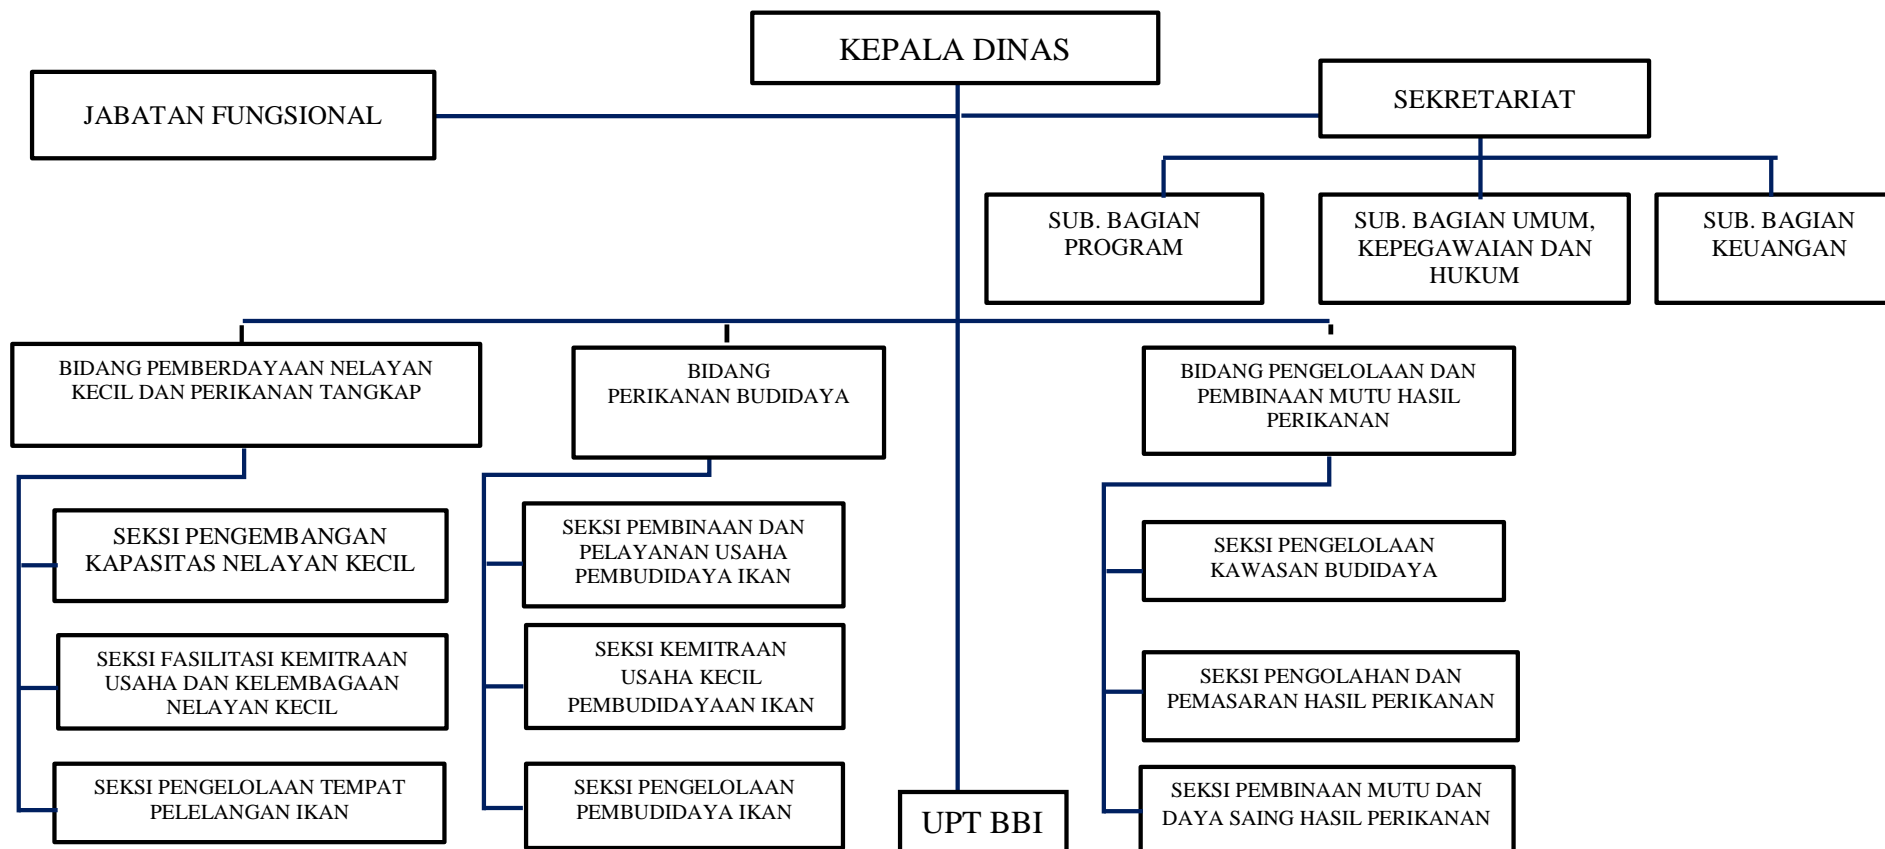 KEPALA DINAS
JABATAN FUNGSIONAL
SEKRETARIAT
SUB. BAGIAN
PROGRAM
SUB. BAGIAN UMUM,
KEPEGAWAIAN DAN
HUKUM
SUB. BAGIAN
KEUANGAN
BIDANG PEMBERDAYAAN NELAYAN
KECIL DAN PERIKANAN TANGKAP
BIDANG
PERIKANAN BUDIDAYA
BIDANG PENGELOLAAN DAN
PEMBINAAN MUTU HASIL
PERIKANAN
SEKSI PENGEMBANGAN
KAPASITAS NELAYAN KECIL
SEKSI FASILITASI KEMITRAAN
USAHA DAN KELEMBAGAAN
NELAYAN KECIL
SEKSI PENGELOLAAN TEMPAT
PELELANGAN IKAN
SEKSI PEMBINAAN DAN
PELAYANAN USAHA
PEMBUDIDAYA IKAN
SEKSI KEMITRAAN
USAHA KECIL
PEMBUDIDAYAAN IKAN
SEKSI PENGELOLAAN
PEMBUDIDAYA IKAN
UPT BBI
SEKSI PENGELOLAAN
KAWASAN BUDIDAYA
SEKSI PENGOLAHAN DAN
PEMASARAN HASIL PERIKANAN
SEKSI PEMBINAAN MUTU DAN
DAYA SAING HASIL PERIKANAN